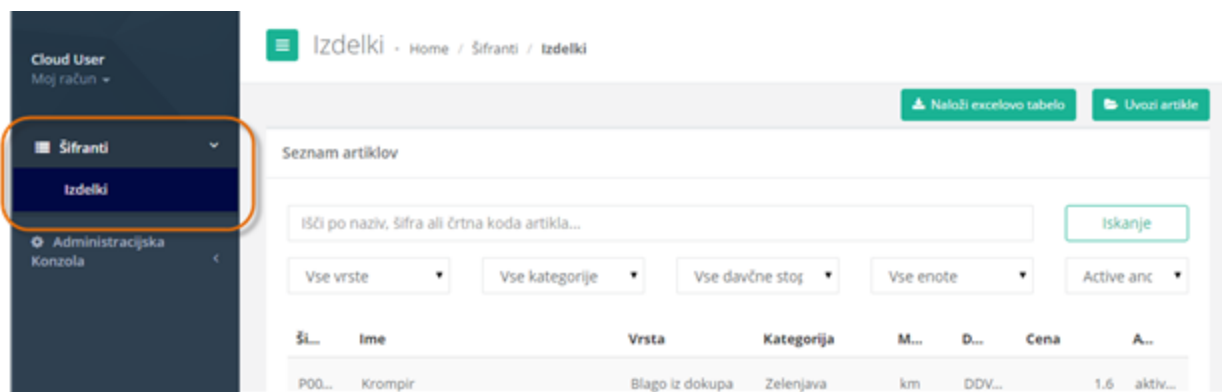 Cloud User
Moj račun
Izdelki - Home / Šifranti / Izdelki
Naloži excelovo tabelo
Uvozi artikle
Šifranti
Izdelki
Administracijska
Konzola
Seznam artiklov
Išči po naziv, šifra ali črtna koda artikla...
Iskanje
Vse vrste
Vse kategorije
Vse davčne stop
Vse enote
Active anc
Ši... Ime Vrsta Kategorija M... D... Cena A...
P00... Krompir Blago iz dokupa Zelenjava km DDV... 1.6 aktiv...